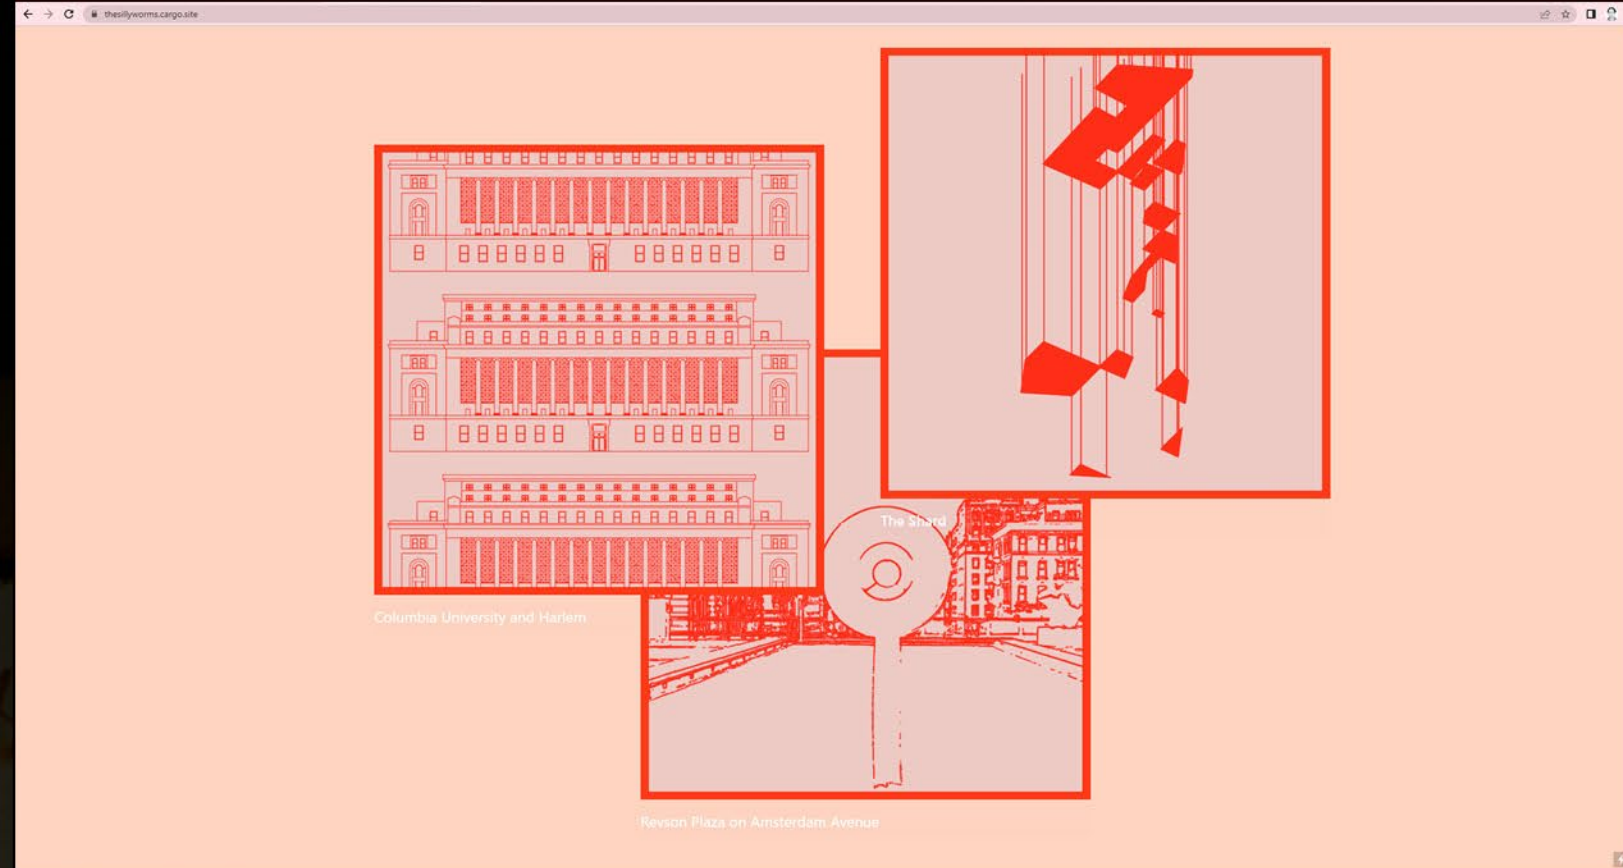 thesillyworms.cargo.site
The Shard
Columbia University and Harlem
Revson Plaza on Amsterdam Avenue